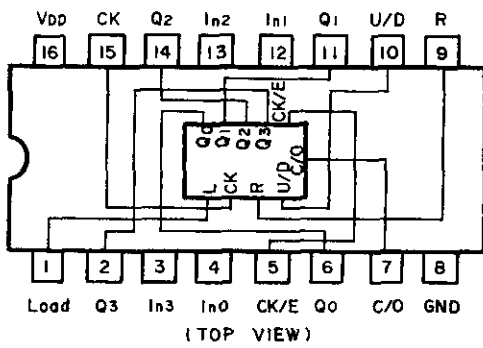 VDD CK Q2 In2 In1 Q1 U/D R
16 15 14 13 12 11 10 9
CK/E
Q0 Q1 Q2 Q3
C/O
L CK R U/D
1 2 3 4 5 6 7 8
Load Q3 In3 In0 CK/E Q0 C/O GND
(TOP VIEW)